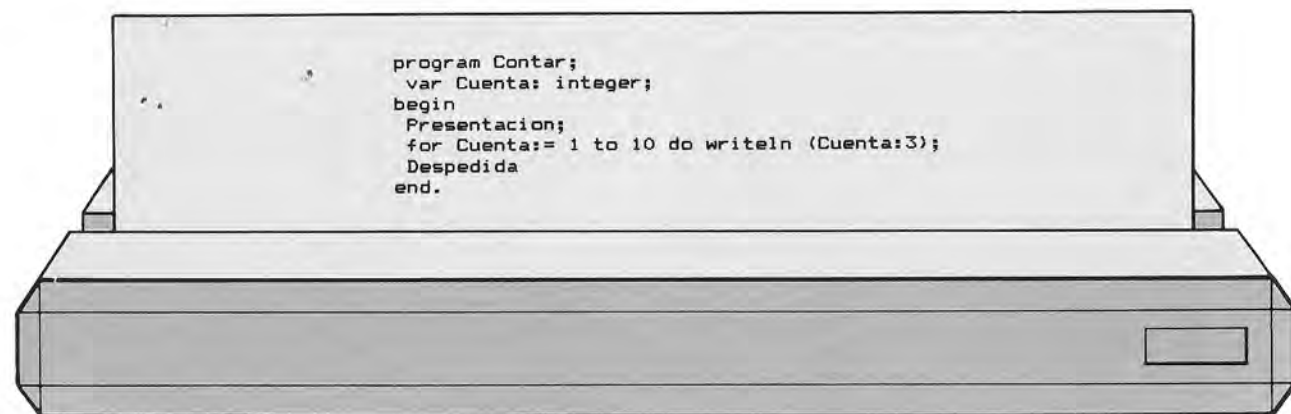 program Contar;
var Cuenta: integer;
begin
Presentacion;
for Cuenta:= 1 to 10 do writeln (Cuenta:3);
Despedida
end.